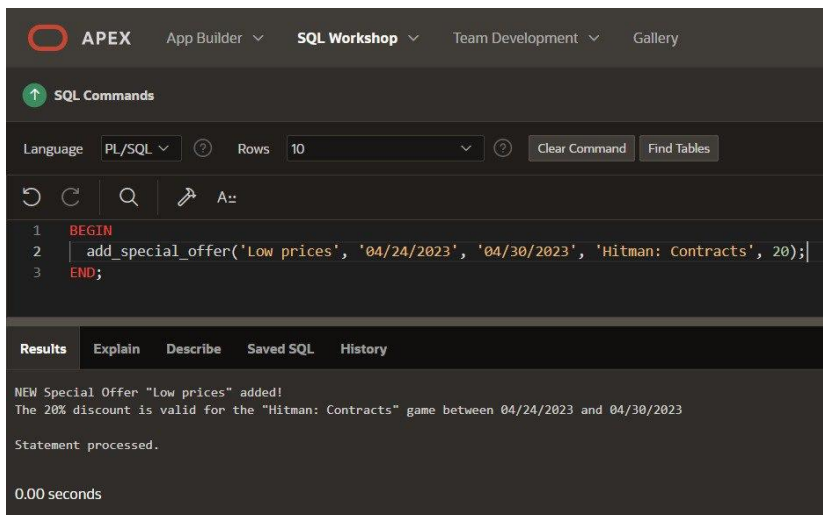 APEX App Builder SQL Workshop Team Development Gallery
SQL Commands
Language PL/SQL ? Rows 10 ? Clear Command Find Tables
A::
1 BEGIN
2 add_special_offer('Low prices', '04/24/2023', '04/30/2023', 'Hitman: Contracts', 20);
3 END;
Results Explain Describe Saved SQL History
NEW Special Offer "Low prices" added!
The 20% discount is valid for the "Hitman: Contracts" game between 04/24/2023 and 04/30/2023
Statement processed.
0.00 seconds